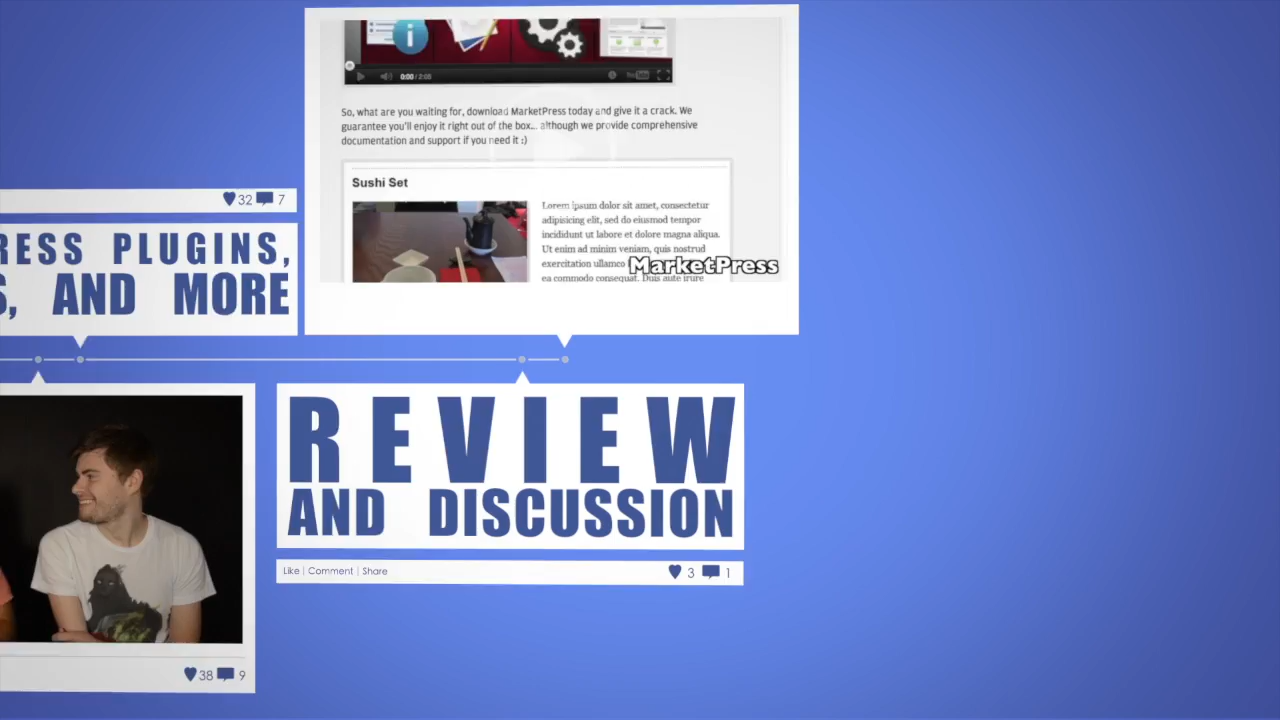 0:00 / 2:05
So, what are you waiting for, download MarketPress today and give it a crack. We
guarantee you'll enjoy it right out of the box... although we provide comprehensive
documentation and support if you need it :)
Sushi Set
Lorem ipsum dolor sit amet, consectetur
adipisicing elit, sed do eiusmod tempor
incididunt ut labore et dolore magna aliqua.
Ut enim ad minim veniam, quis nostrud
exercitation ullamco
ea commodo consequat. Duis aute irure
MarketPress
32 7
RESS PLUGINS,
S, AND MORE
REVIEW
AND DISCUSSION
Like | Comment | Share
3 1
38 9